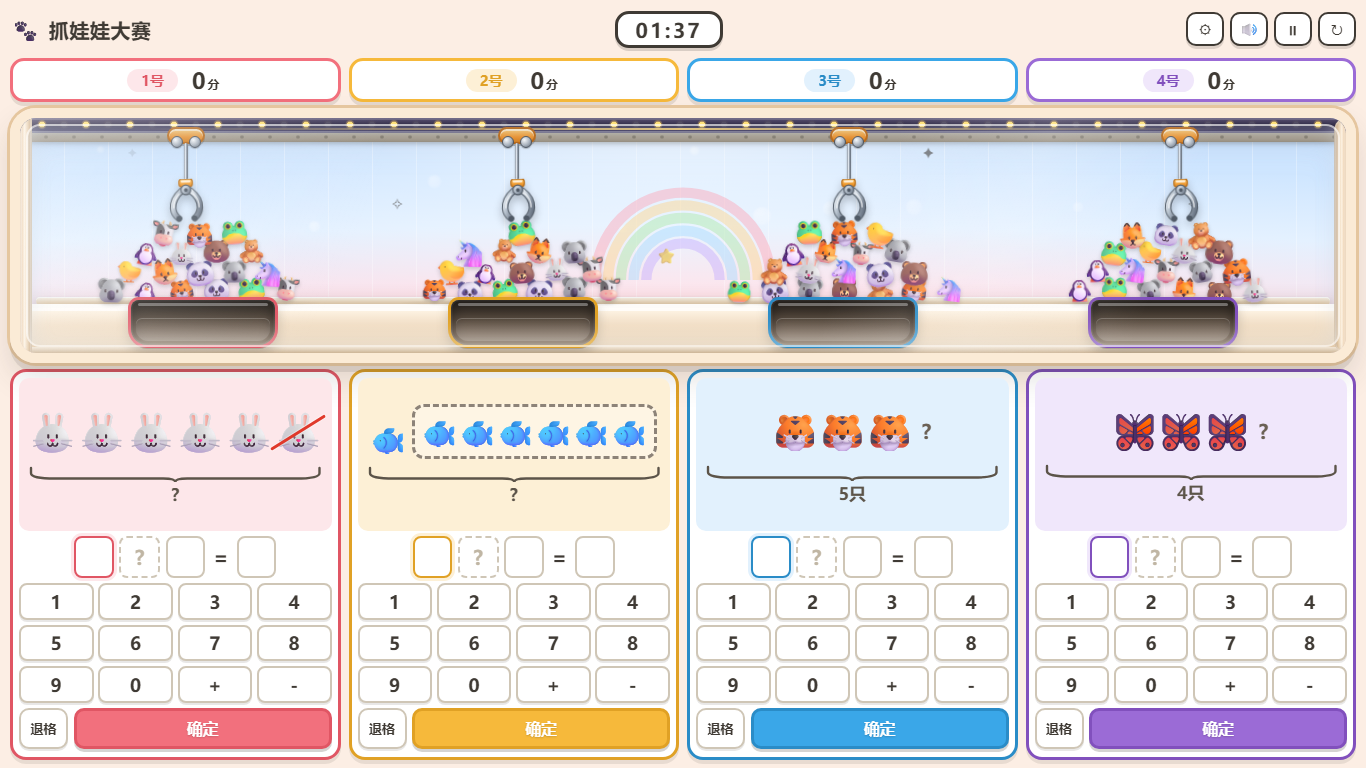 抓娃娃大赛
01:37
1号 0分
2号 0分
3号 0分
4号 0分
?
? = 
1 2 3 4
5 6 7 8
9 0 + -
退格 确定
?
? =
1 2 3 4
5 6 7 8
9 0 + -
退格 确定
?
5只
? =
1 2 3 4
5 6 7 8
9 0 + -
退格 确定
?
4只
? =
1 2 3 4
5 6 7 8
9 0 + -
退格 确定